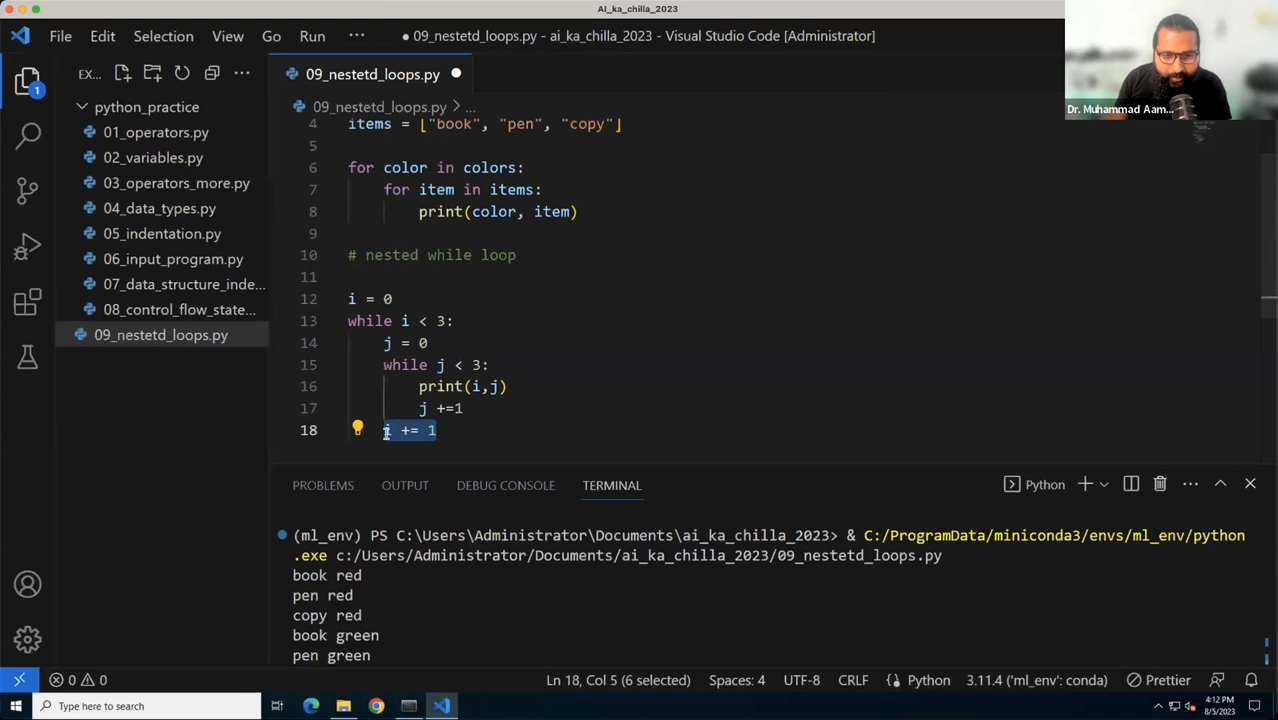 AI_ka_chilla_2023
File Edit Selection View Go Run ··· 09_nestetd_loops.py - ai_ka_chilla_2023 - Visual Studio Code [Administrator]
Dr. Muhammad Aam...
EX... 09_nestetd_loops.py
1
python_practice
01_operators.py
02_variables.py
03_operators_more.py
04_data_types.py
05_indentation.py
06_input_program.py
07_data_structure_inde...
08_control_flow_state...
09_nestetd_loops.py
09_nestetd_loops.py > ...
4 items = ["book", "pen", "copy"]
5
6 for color in colors:
7 for item in items:
8 print(color, item)
9
10 # nested while loop
11
12 i = 0
13 while i < 3:
14 j = 0
15 while j < 3:
16 print(i,j)
17 j +=1
18 i += 1
PROBLEMS OUTPUT DEBUG CONSOLE TERMINAL Python
(ml_env) PS C:\Users\Administrator\Documents\ai_ka_chilla_2023> & C:/ProgramData/miniconda3/envs/ml_env/python
.exe c:/Users/Administrator/Documents/ai_ka_chilla_2023/09_nestetd_loops.py
book red
pen red
copy red
book green
pen green
0 0 Ln 18, Col 5 (6 selected) Spaces: 4 UTF-8 CRLF Python 3.11.4 ('ml_env': conda) Prettier
Type here to search
4:12 PM
8/5/2023